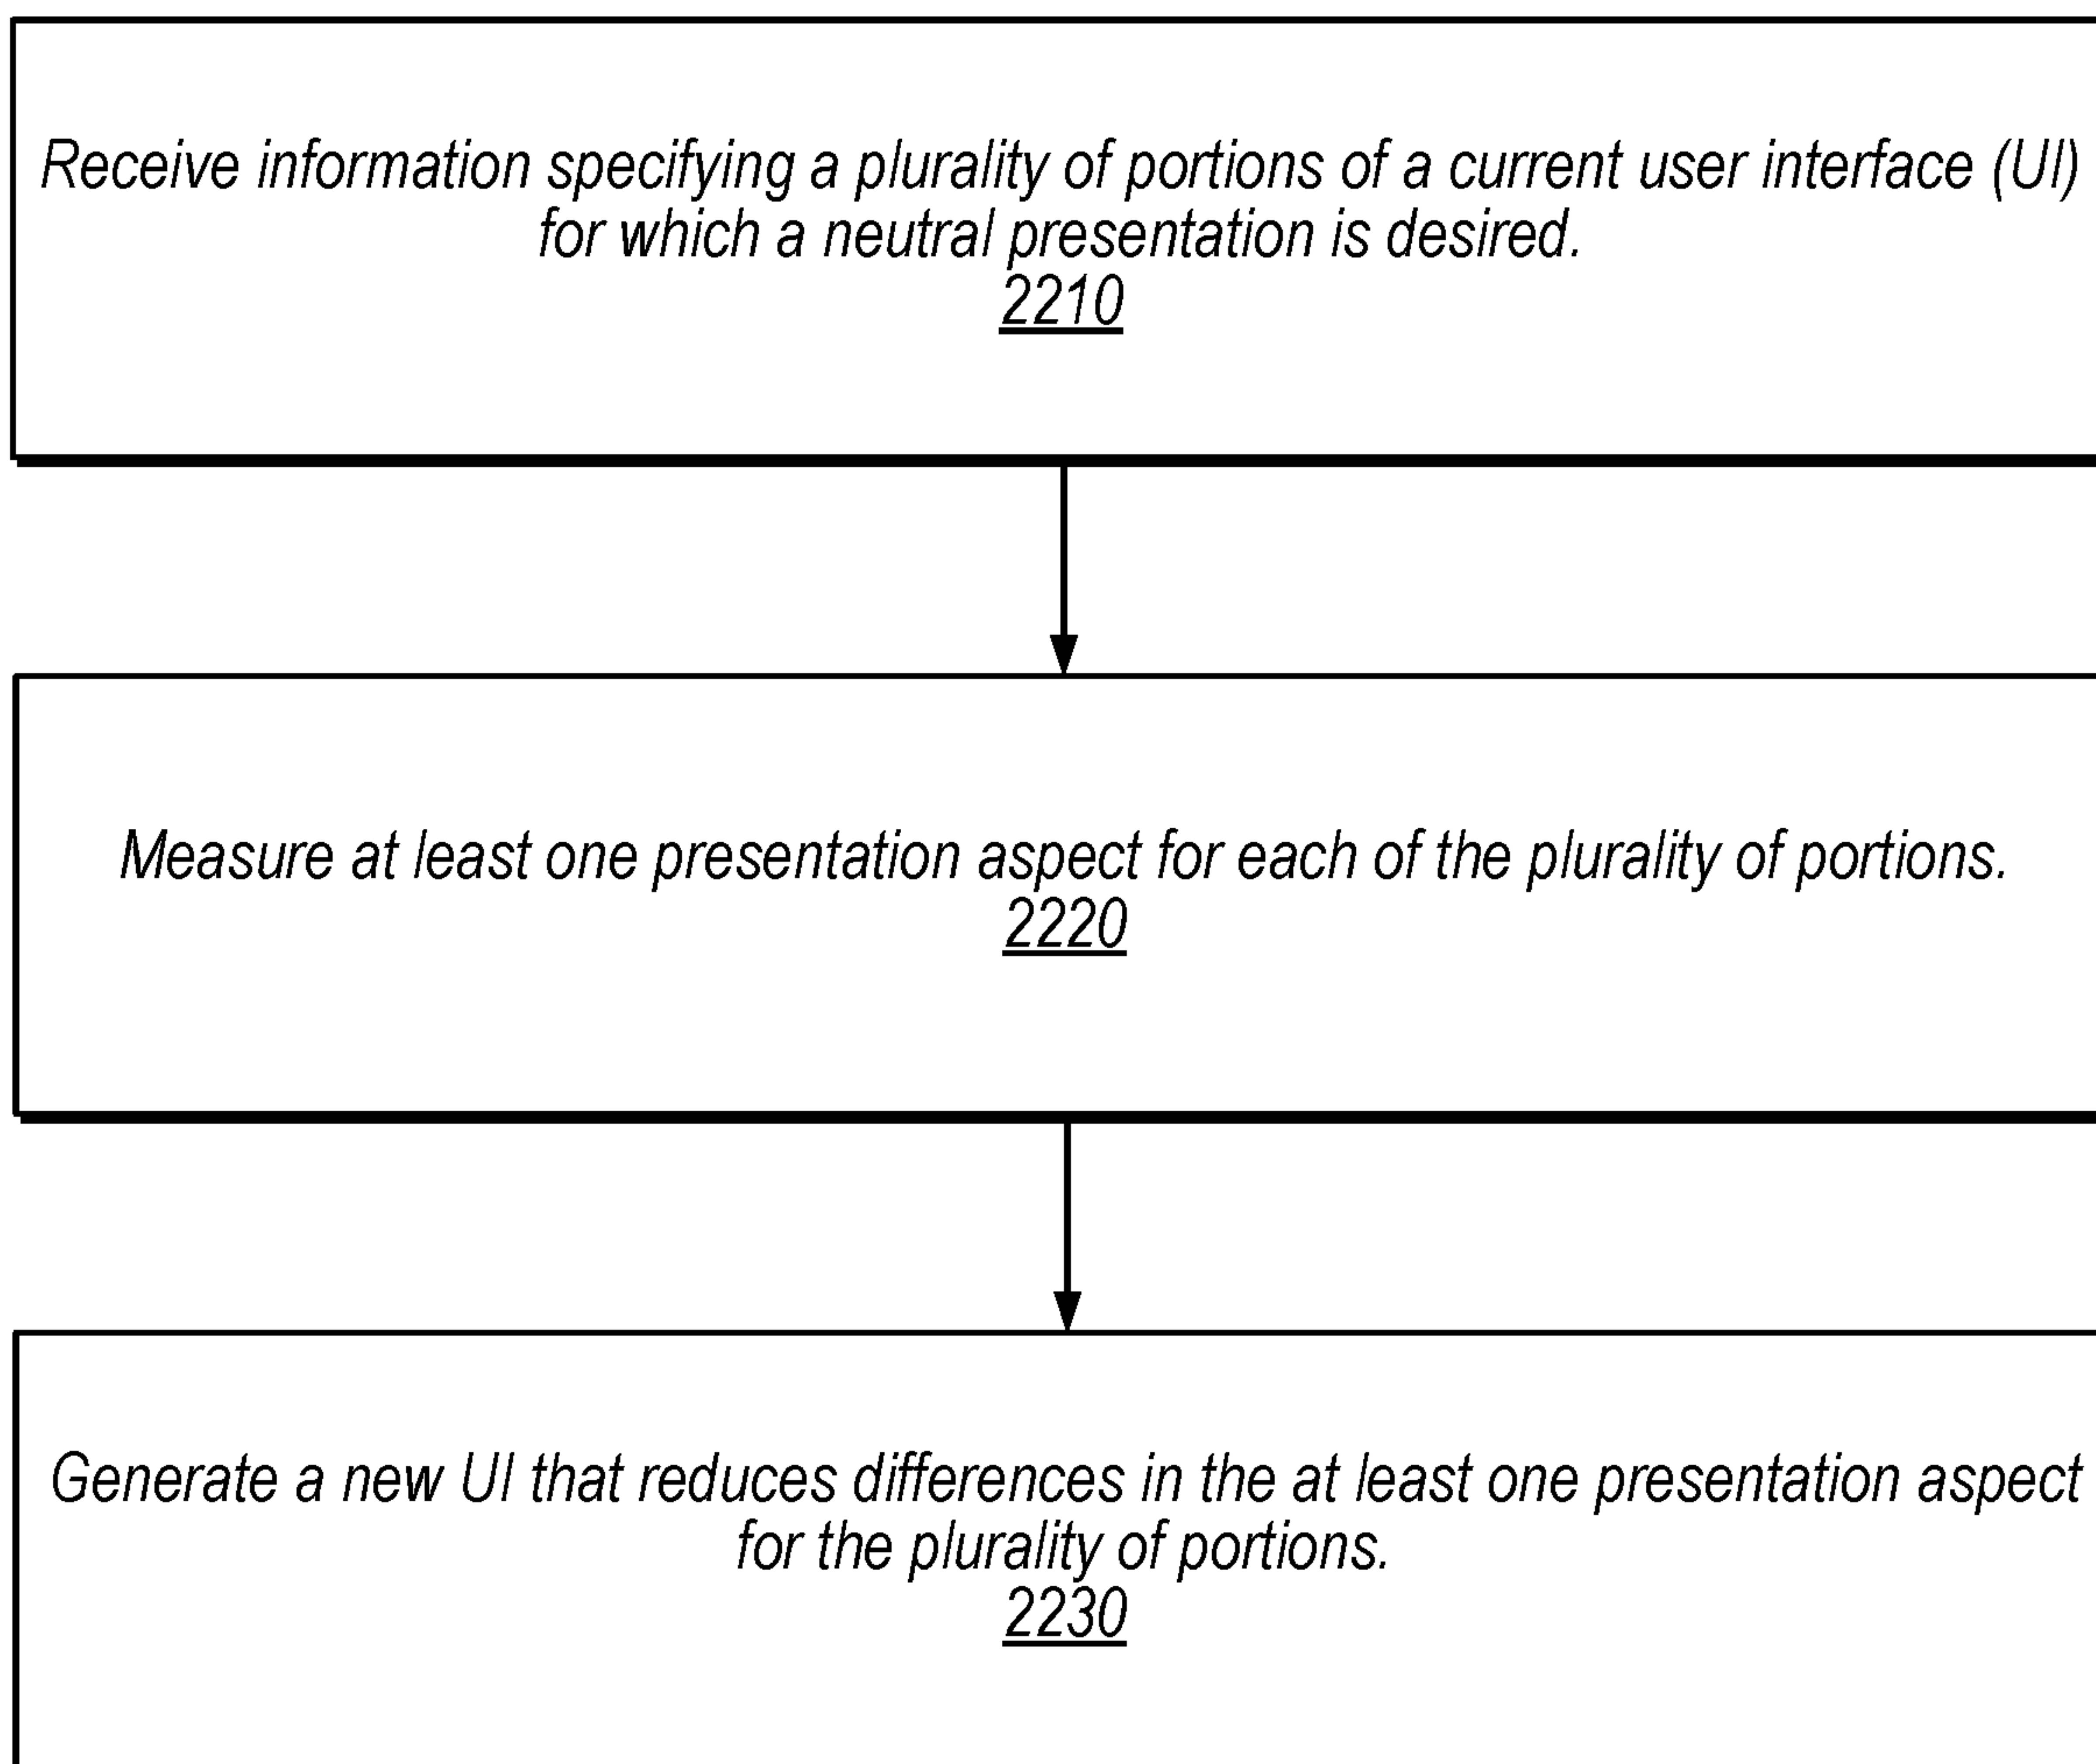 Receive information specifying a plurality of portions of a current user interface (UI)
for which a neutral presentation is desired.
2210
Measure at least one presentation aspect for each of the plurality of portions.
2220
Generate a new UI that reduces differences in the at least one presentation aspect
for the plurality of portions.
2230